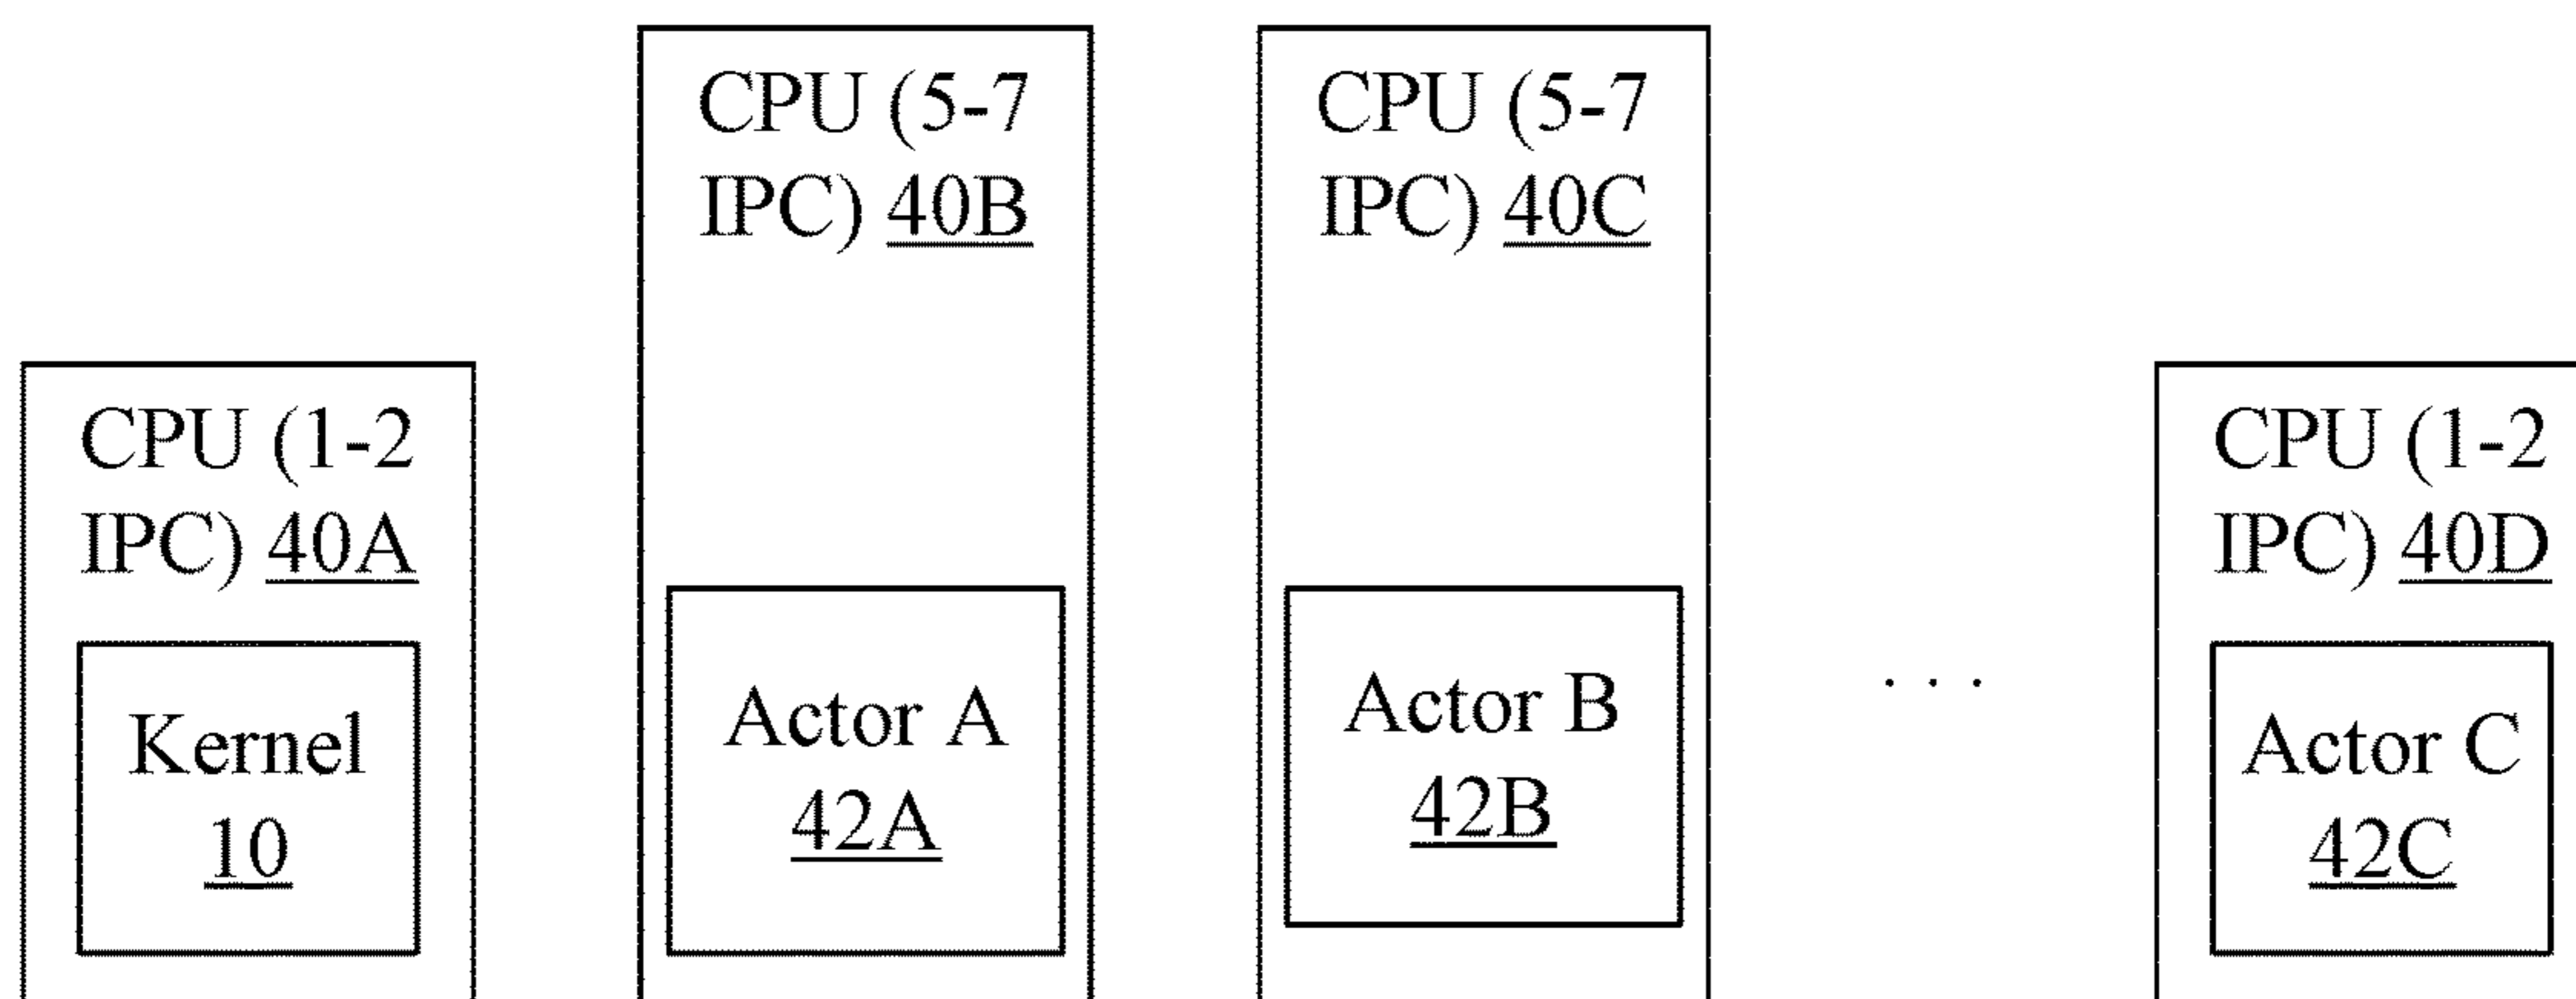 CPU (5-7
IPC) 40B
CPU (5-7
IPC) 40C
CPU (1-2
IPC) 40A
CPU (1-2
IPC) 40D
Kernel
10
Actor A
42A
Actor B
42B
. . .
Actor C
42C